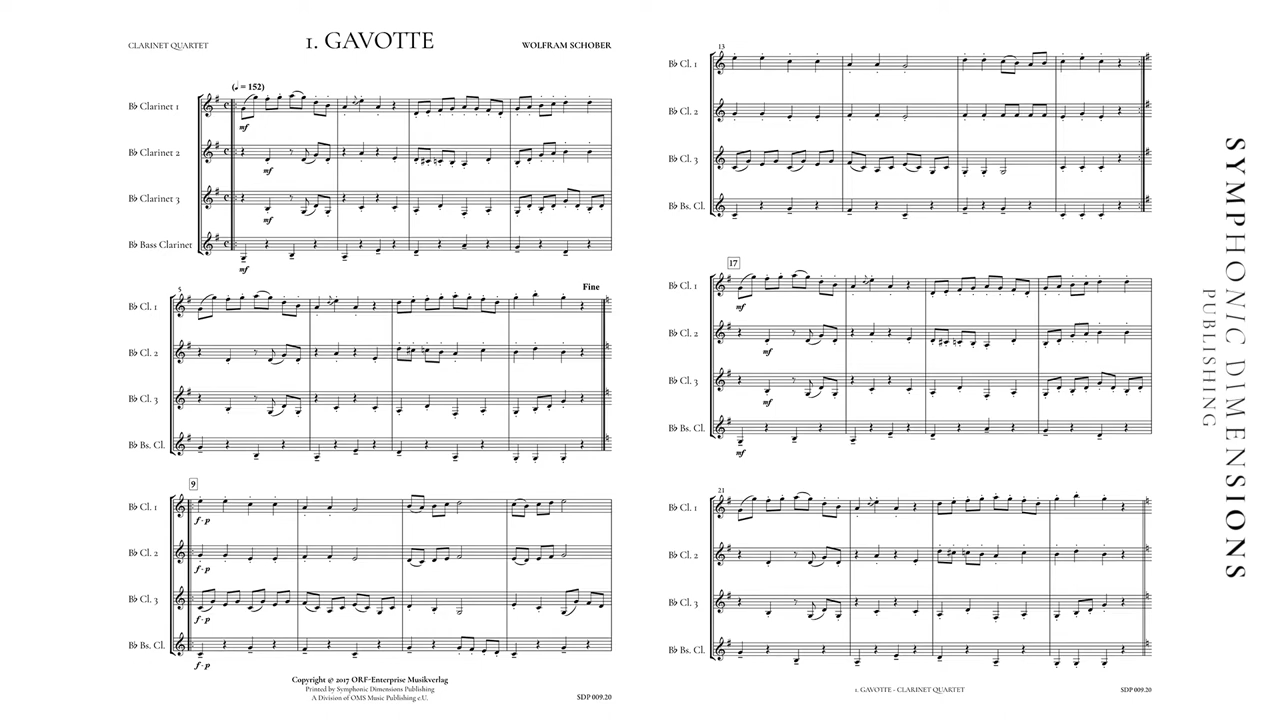 CLARINET QUARTET
1. GAVOTTE
WOLFRAM SCHOBER
(♩ = 152)
B♭ Clarinet 1
mf
B♭ Clarinet 2
mf
B♭ Clarinet 3
mf
B♭ Bass Clarinet
mf
5
Fine
B♭ Cl. 1
B♭ Cl. 2
B♭ Cl. 3
B♭ Bs. Cl.
9
B♭ Cl. 1
f - p
B♭ Cl. 2
f - p
B♭ Cl. 3
f - p
B♭ Bs. Cl.
f - p
Copyright © 2017 ORF-Enterprise Musikverlag
Printed by Symphonic Dimensions Publishing
A Division of OMS Music Publishing e.U.
SDP 009.20
13
B♭ Cl. 1
B♭ Cl. 2
B♭ Cl. 3
B♭ Bs. Cl.
17
B♭ Cl. 1
mf
B♭ Cl. 2
mf
B♭ Cl. 3
mf
B♭ Bs. Cl.
mf
21
B♭ Cl. 1
B♭ Cl. 2
B♭ Cl. 3
B♭ Bs. Cl.
1. GAVOTTE - CLARINET QUARTET
SDP 009.20
SYMPHONIC DIMENSIONS
PUBLISHING